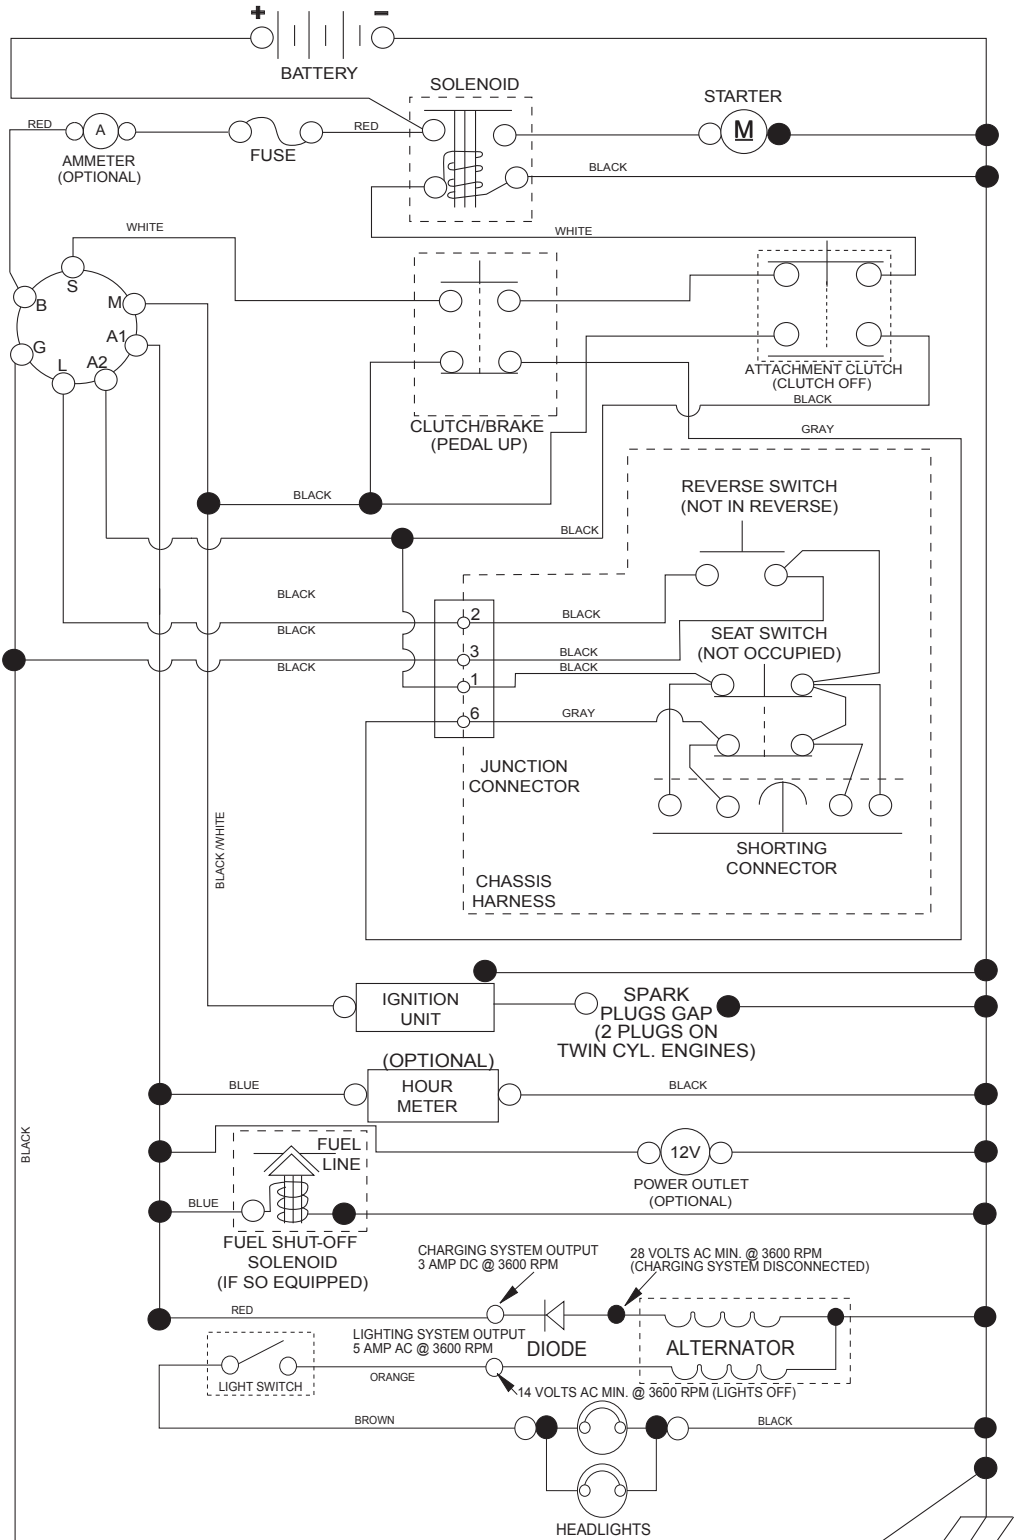 + −
BATTERY
SOLENOID
STARTER
RED
A
RED
M
AMMETER
(OPTIONAL)
FUSE
BLACK
WHITE
WHITE
S
B
M
A1
G
L
A2
ATTACHMENT CLUTCH
(CLUTCH OFF)
BLACK
CLUTCH/BRAKE
(PEDAL UP)
GRAY
BLACK
REVERSE SWITCH
(NOT IN REVERSE)
BLACK
BLACK
2
BLACK
BLACK
SEAT SWITCH
(NOT OCCUPIED)
3
BLACK
BLACK
BLACK
1
6
GRAY
JUNCTION
CONNECTOR
BLACK/WHITE
SHORTING
CONNECTOR
CHASSIS
HARNESS
IGNITION
UNIT
SPARK
PLUGS GAP
(2 PLUGS ON
TWIN CYL. ENGINES)
(OPTIONAL)
BLUE
HOUR
METER
BLACK
BLACK
FUEL
LINE
12V
POWER OUTLET
(OPTIONAL)
BLUE
FUEL SHUT-OFF
SOLENOID
(IF SO EQUIPPED)
CHARGING SYSTEM OUTPUT
3 AMP DC @ 3600 RPM
28 VOLTS AC MIN. @ 3600 RPM
(CHARGING SYSTEM DISCONNECTED)
RED
LIGHTING SYSTEM OUTPUT
5 AMP AC @ 3600 RPM
DIODE
ALTERNATOR
LIGHT SWITCH
ORANGE
14 VOLTS AC MIN. @ 3600 RPM (LIGHTS OFF)
BROWN
BLACK
HEADLIGHTS